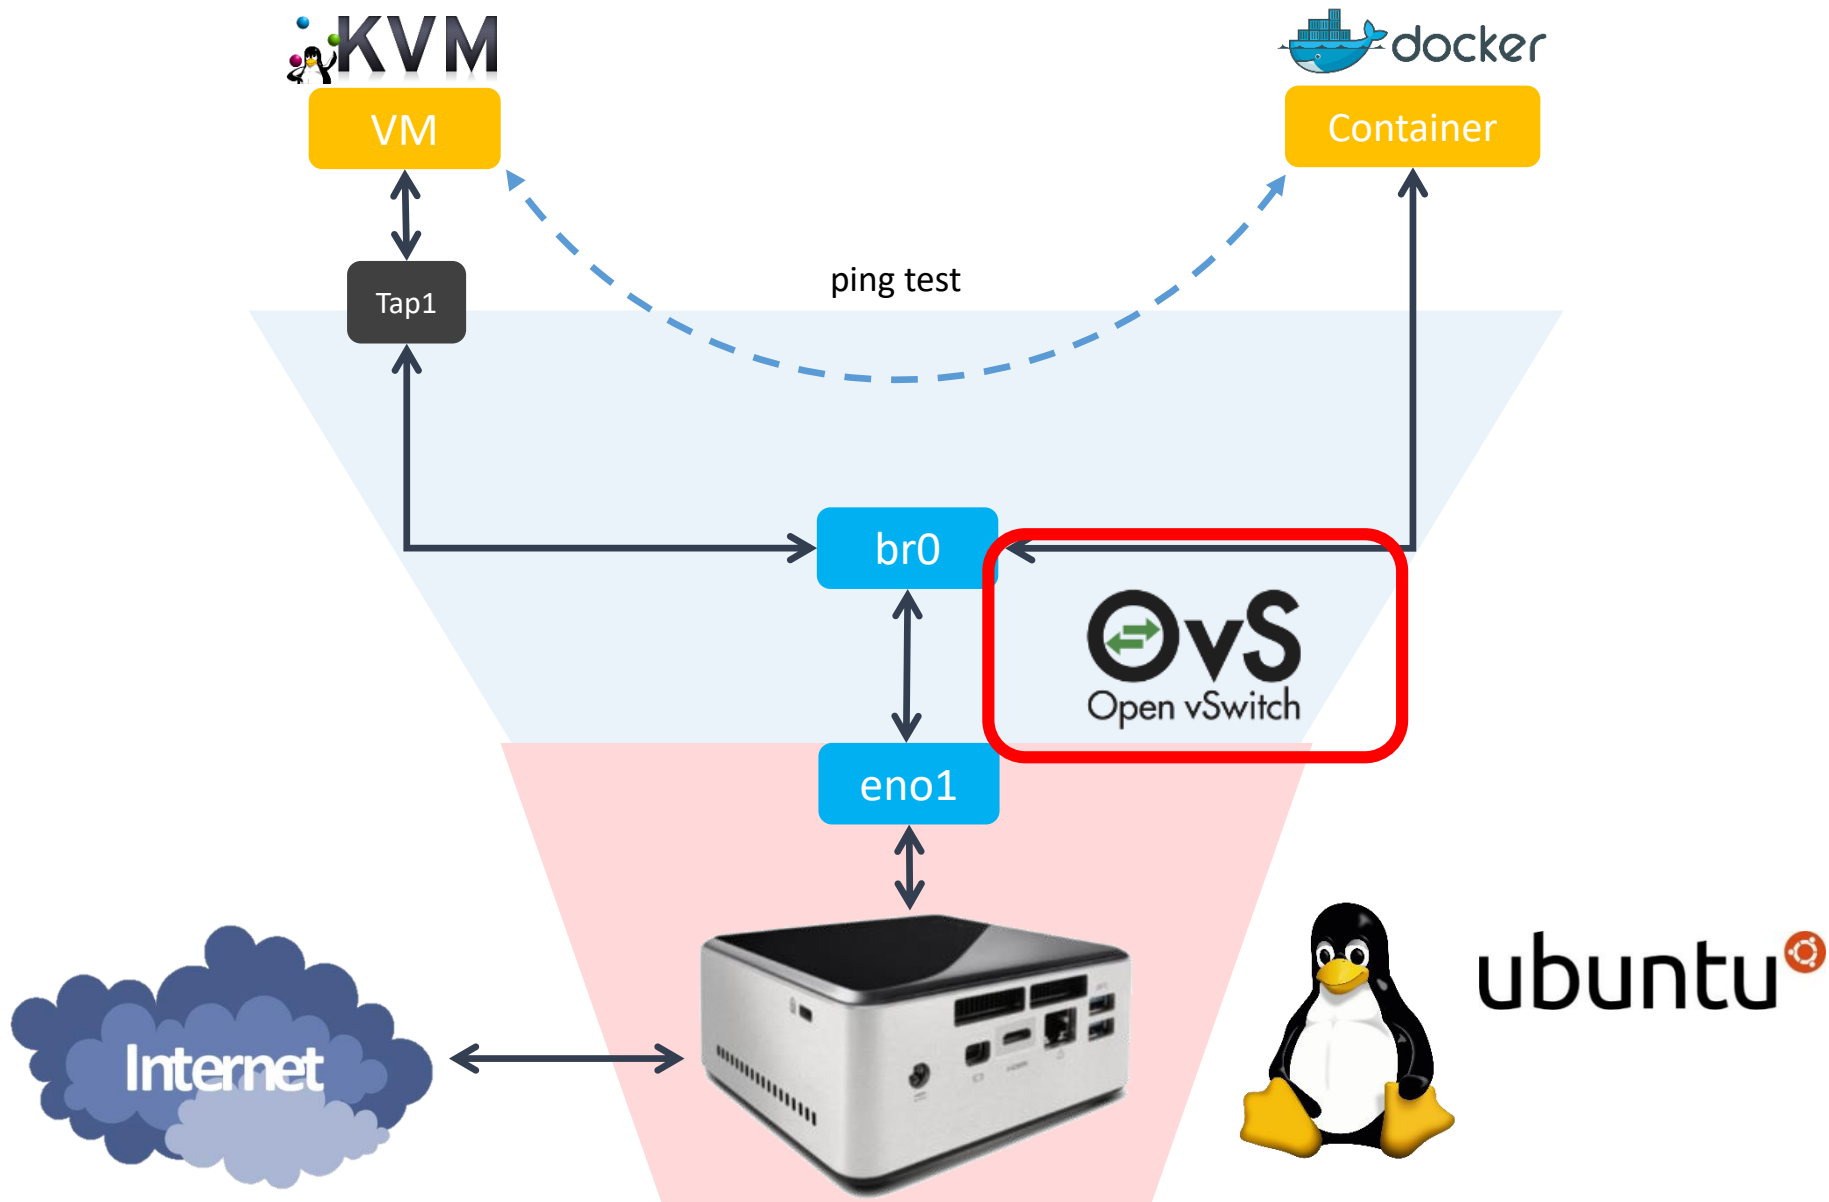 KVM
docker
VM
Container
Tap1
ping test
br0
OvS
Open vSwitch
eno1
ubuntu
Internet